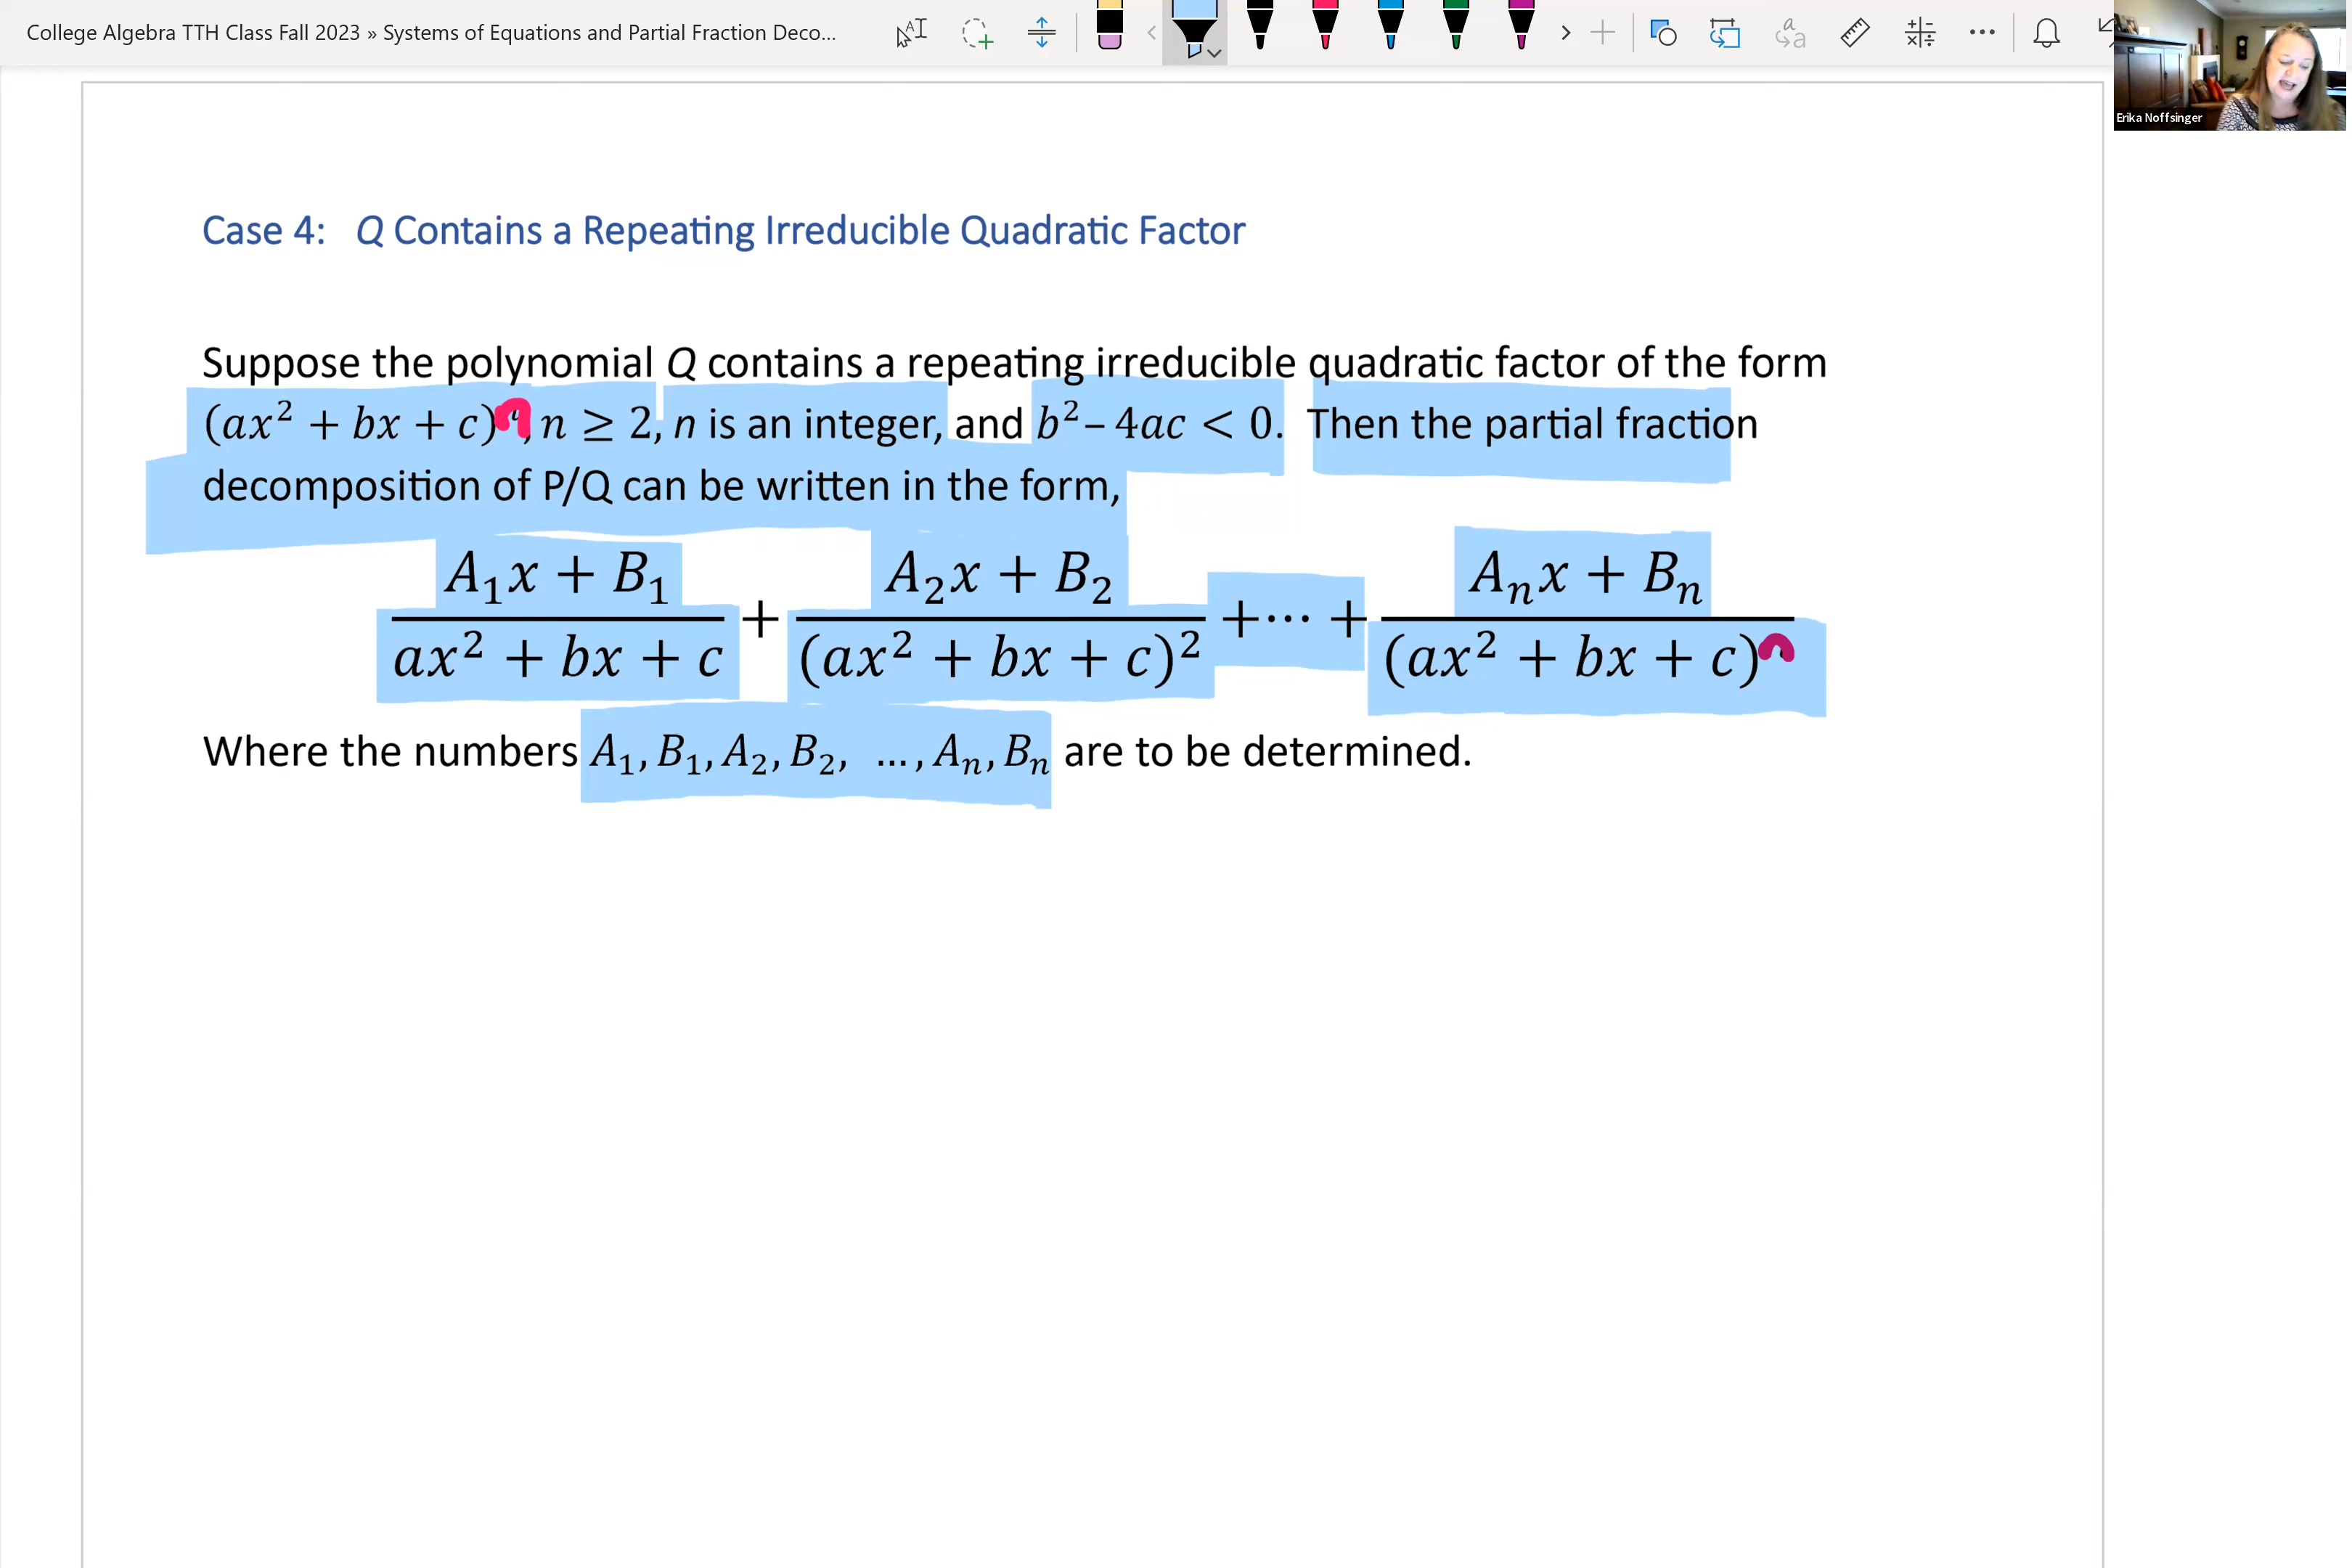 College Algebra TTH Class Fall 2023 » Systems of Equations and Partial Fraction Deco...
Erika Noffsinger
Case 4: Q Contains a Repeating Irreducible Quadratic Factor
Suppose the polynomial Q contains a repeating irreducible quadratic factor of the form
(ax² + bx + c)ⁿ, n ≥ 2, n is an integer, and b² – 4ac < 0. Then the partial fraction
decomposition of P/Q can be written in the form,
A₁x + B₁ / ax² + bx + c + A₂x + B₂ / (ax² + bx + c)² +⋯ + Aₙx + Bₙ / (ax² + bx + c)ⁿ
Where the numbers A₁, B₁, A₂, B₂, ..., Aₙ, Bₙ are to be determined.